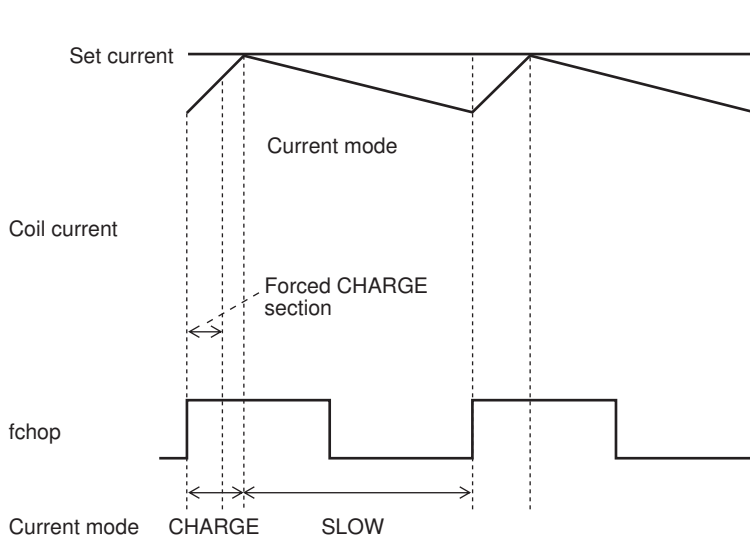 Set current
Current mode
Coil current
Forced CHARGE
section
fchop
Current mode CHARGE SLOW